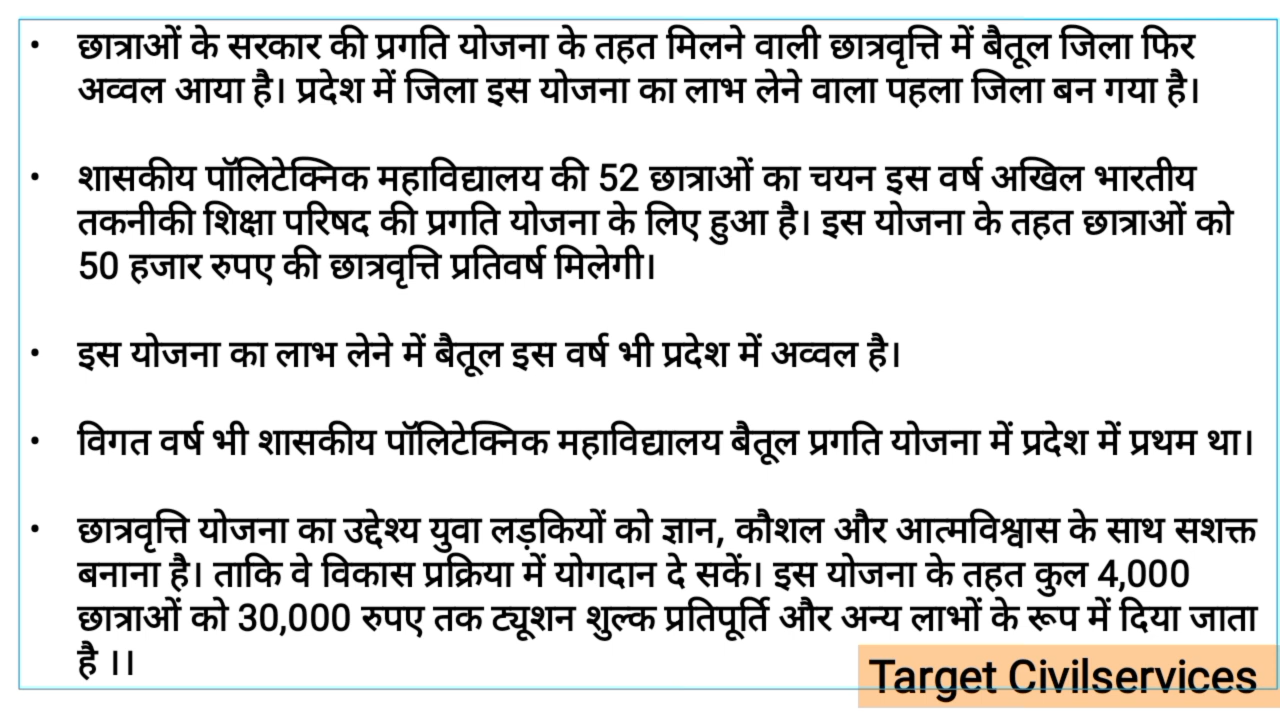 • छात्राओं के सरकार की प्रगति योजना के तहत मिलने वाली छात्रवृत्ति में बैतूल जिला फिर
अव्वल आया है। प्रदेश में जिला इस योजना का लाभ लेने वाला पहला जिला बन गया है।
• शासकीय पॉलिटेक्निक महाविद्यालय की 52 छात्राओं का चयन इस वर्ष अखिल भारतीय
तकनीकी शिक्षा परिषद की प्रगति योजना के लिए हुआ है। इस योजना के तहत छात्राओं को
50 हजार रुपए की छात्रवृत्ति प्रतिवर्ष मिलेगी।
• इस योजना का लाभ लेने में बैतूल इस वर्ष भी प्रदेश में अव्वल है।
• विगत वर्ष भी शासकीय पॉलिटेक्निक महाविद्यालय बैतूल प्रगति योजना में प्रदेश में प्रथम था।
• छात्रवृत्ति योजना का उद्देश्य युवा लड़कियों को ज्ञान, कौशल और आत्मविश्वास के साथ सशक्त
बनाना है। ताकि वे विकास प्रक्रिया में योगदान दे सकें। इस योजना के तहत कुल 4,000
छात्राओं को 30,000 रुपए तक ट्यूशन शुल्क प्रतिपूर्ति और अन्य लाभों के रूप में दिया जाता
है ।।
Target Civilservices